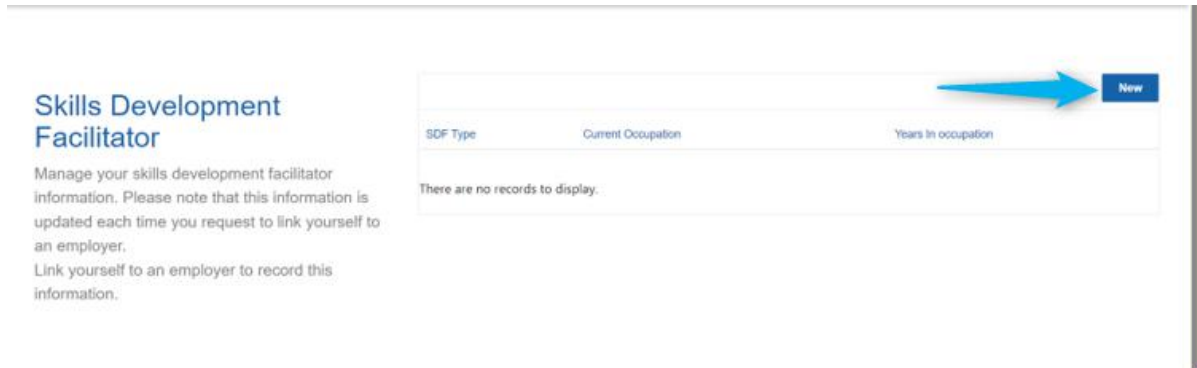 Skills Development
Facilitator
Manage your skills development facilitator
information. Please note that this information is
updated each time you request to link yourself to
an employer.
Link yourself to an employer to record this
information.
New
SDF Type Current Occupation Years In occupation
There are no records to display.